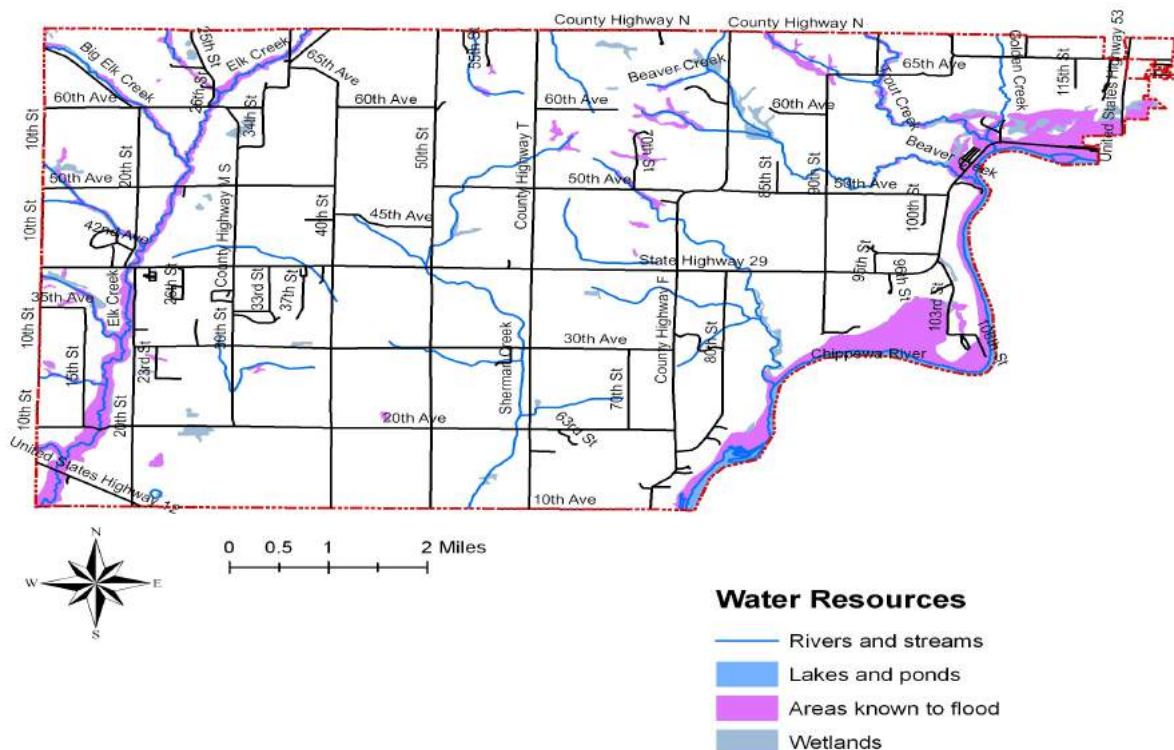 County Highway N
County Highway N
United States Highway 53
Big Elk Creek
25th St
Elk Creek
65th Ave
55th St
Beaver Creek
65th Ave
Golden Creek
115th St
Trout Creek
60th Ave
26th St
34th St
60th Ave
60th Ave
60th Ave
10th St
20th St
50th St
County Highway T
70th St
Beaver Creek
50th Ave
County Highway M S
50th Ave
85th St
90th St
50th Ave
100th St
10th St
42nd Ave
40th St
45th Ave
State Highway 29
95th St
35th Ave
Elk Creek
26th St
30th St
33rd St
37th St
County Highway F
103rd St
10th St
15th St
23rd St
Sherman Creek
30th Ave
80th St
Chippewa River
10th St
20th St
20th Ave
63rd St
70th St
United States Highway 12
10th Ave
N
W
E
S
0 0.5 1 2 Miles
Water Resources
Rivers and streams
Lakes and ponds
Areas known to flood
Wetlands